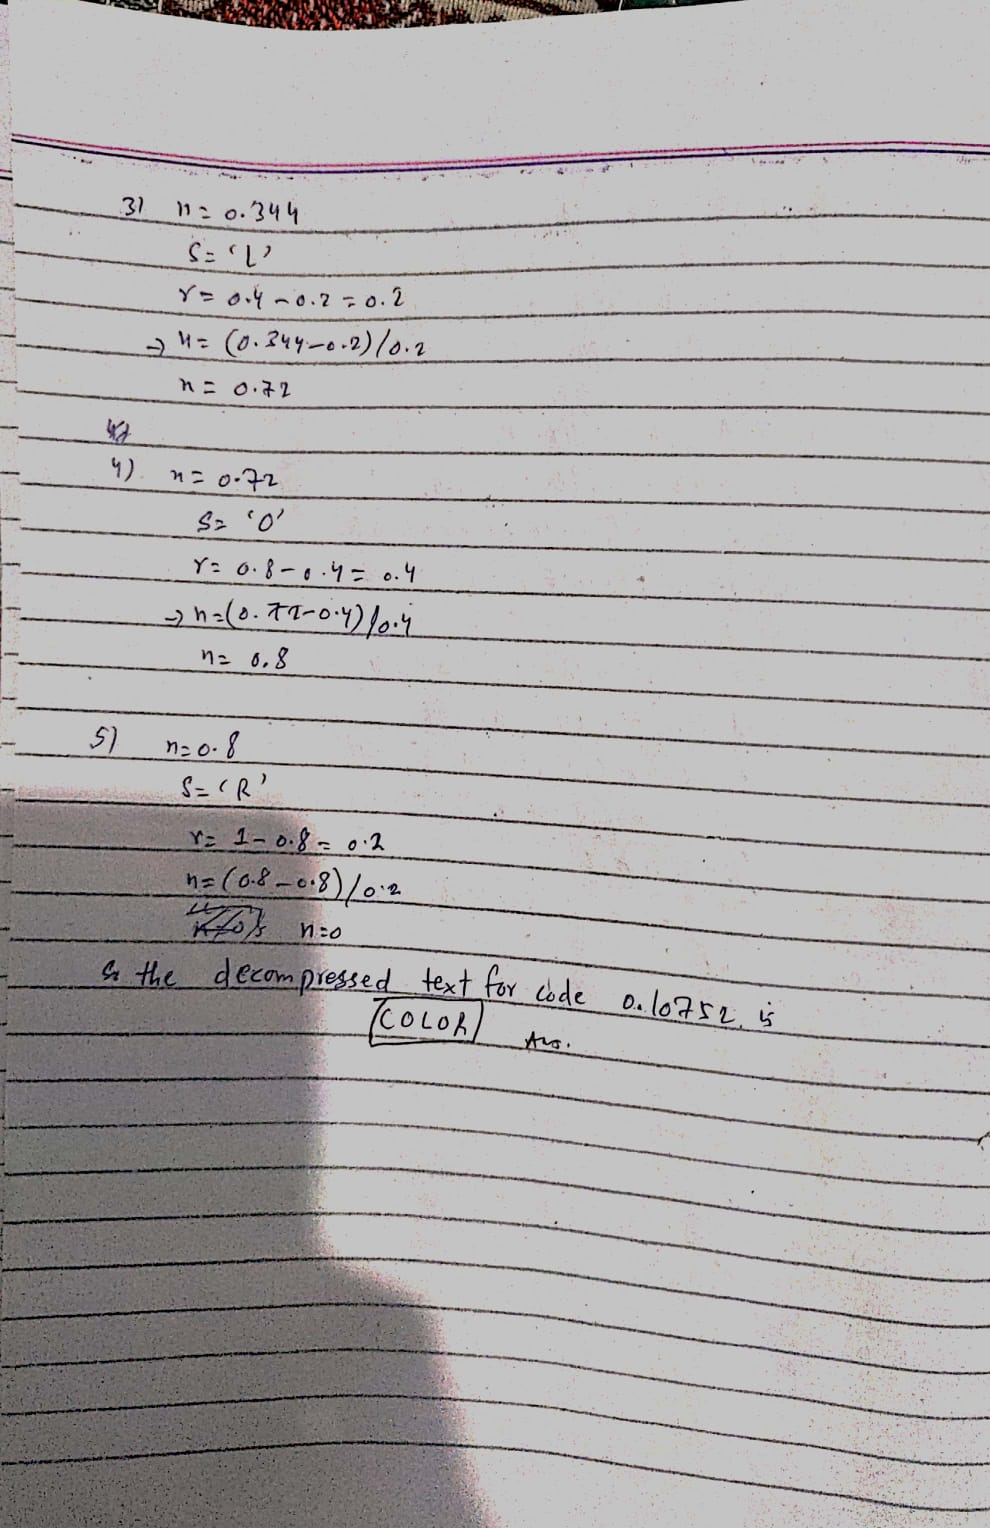 3) n = 0.344
S = 'L'
r = 0.4 - 0.2 = 0.2
→ n = (0.344 - 0.2)/0.2
n = 0.72
4) n = 0.72
S = 'O'
r = 0.8 - 0.4 = 0.4
→ n = (0.72 - 0.4)/0.4
n = 0.8
5) n = 0.8
S = 'R'
r = 1 - 0.8 = 0.2
n = (0.8 - 0.8)/0.2
n = 0
So the decompressed text for code 0.10752 is
COLOR Ans.